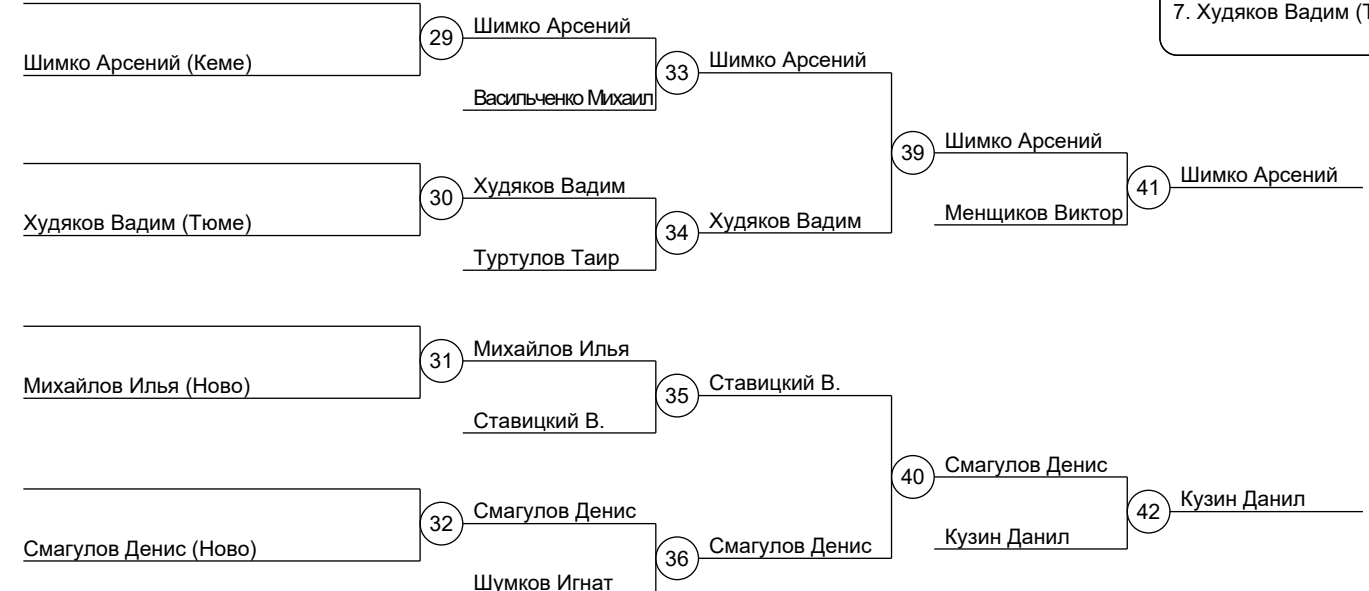 7. Худяков Вадим (Т
Шимко Арсений (Кеме)
29
Шимко Арсений
Васильченко Михаил
33
Шимко Арсений
Худяков Вадим (Тюме)
30
Худяков Вадим
Туртулов Таир
34
Худяков Вадим
39
Шимко Арсений
Менщиков Виктор
41
Шимко Арсений
Михайлов Илья (Ново)
31
Михайлов Илья
Ставицкий В.
35
Ставицкий В.
Смагулов Денис (Ново)
32
Смагулов Денис
Шумков Игнат
36
Смагулов Денис
40
Смагулов Денис
Кузин Данил
42
Кузин Данил